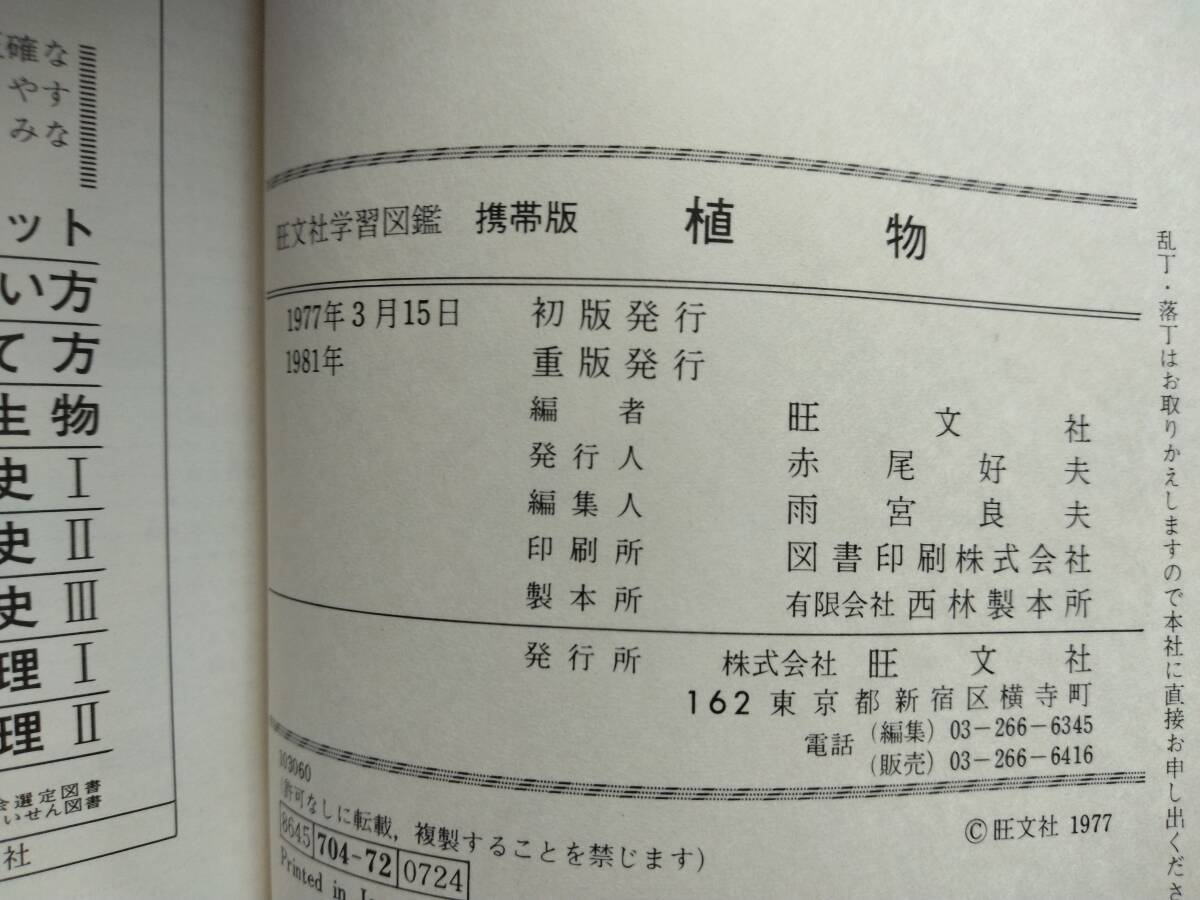 確な
やす
みな
ット
い方
て方
生物
史 Ⅰ
史 Ⅱ
史 Ⅲ
理 Ⅰ
理 Ⅱ
選定図書
いせん図書
社
旺文社学習図鑑 携帯版 植物
1977年3月15日 初版発行
1981年 重版発行
編者 旺文社
発行人 赤尾好夫
編集人 雨宮良夫
印刷所 図書印刷株式会社
製本所 有限会社 西林製本所
発行所 株式会社 旺文社
162 東京都新宿区横寺町
電話 (編集) 03-266-6345
(販売) 03-266-6416
103060
(許可なしに転載，複製することを禁じます)
© 旺文社 1977
8645 704-72 0724
Printed in
乱丁・落丁はお取りかえしますので本社に直接お申し出くださ